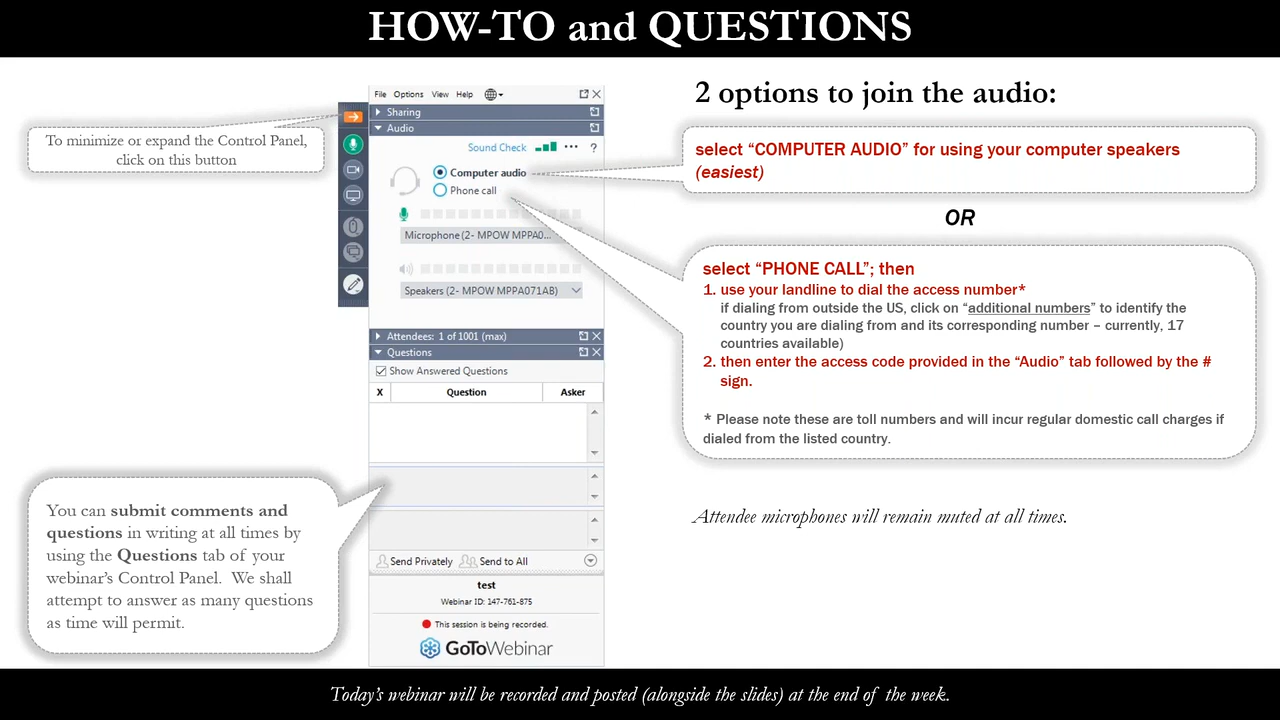 HOW-TO and QUESTIONS
To minimize or expand the Control Panel,
click on this button
File Options View Help
Sharing
Audio
Sound Check ... ?
Computer audio
Phone call
Microphone (2- MPOW MPPA0...
Speakers (2- MPOW MPPA071AB)
Attendees: 1 of 1001 (max)
Questions
Show Answered Questions
X Question Asker
Send Privately Send to All
test
Webinar ID: 147-761-875
This session is being recorded.
GoToWebinar
You can submit comments and
questions in writing at all times by
using the Questions tab of your
webinar's Control Panel. We shall
attempt to answer as many questions
as time will permit.
2 options to join the audio:
select “COMPUTER AUDIO” for using your computer speakers
(easiest)
OR
select “PHONE CALL”; then
1. use your landline to dial the access number*
if dialing from outside the US, click on “additional numbers” to identify the
country you are dialing from and its corresponding number – currently, 17
countries available)
2. then enter the access code provided in the “Audio” tab followed by the #
sign.
* Please note these are toll numbers and will incur regular domestic call charges if
dialed from the listed country.
Attendee microphones will remain muted at all times.
Today's webinar will be recorded and posted (alongside the slides) at the end of the week.